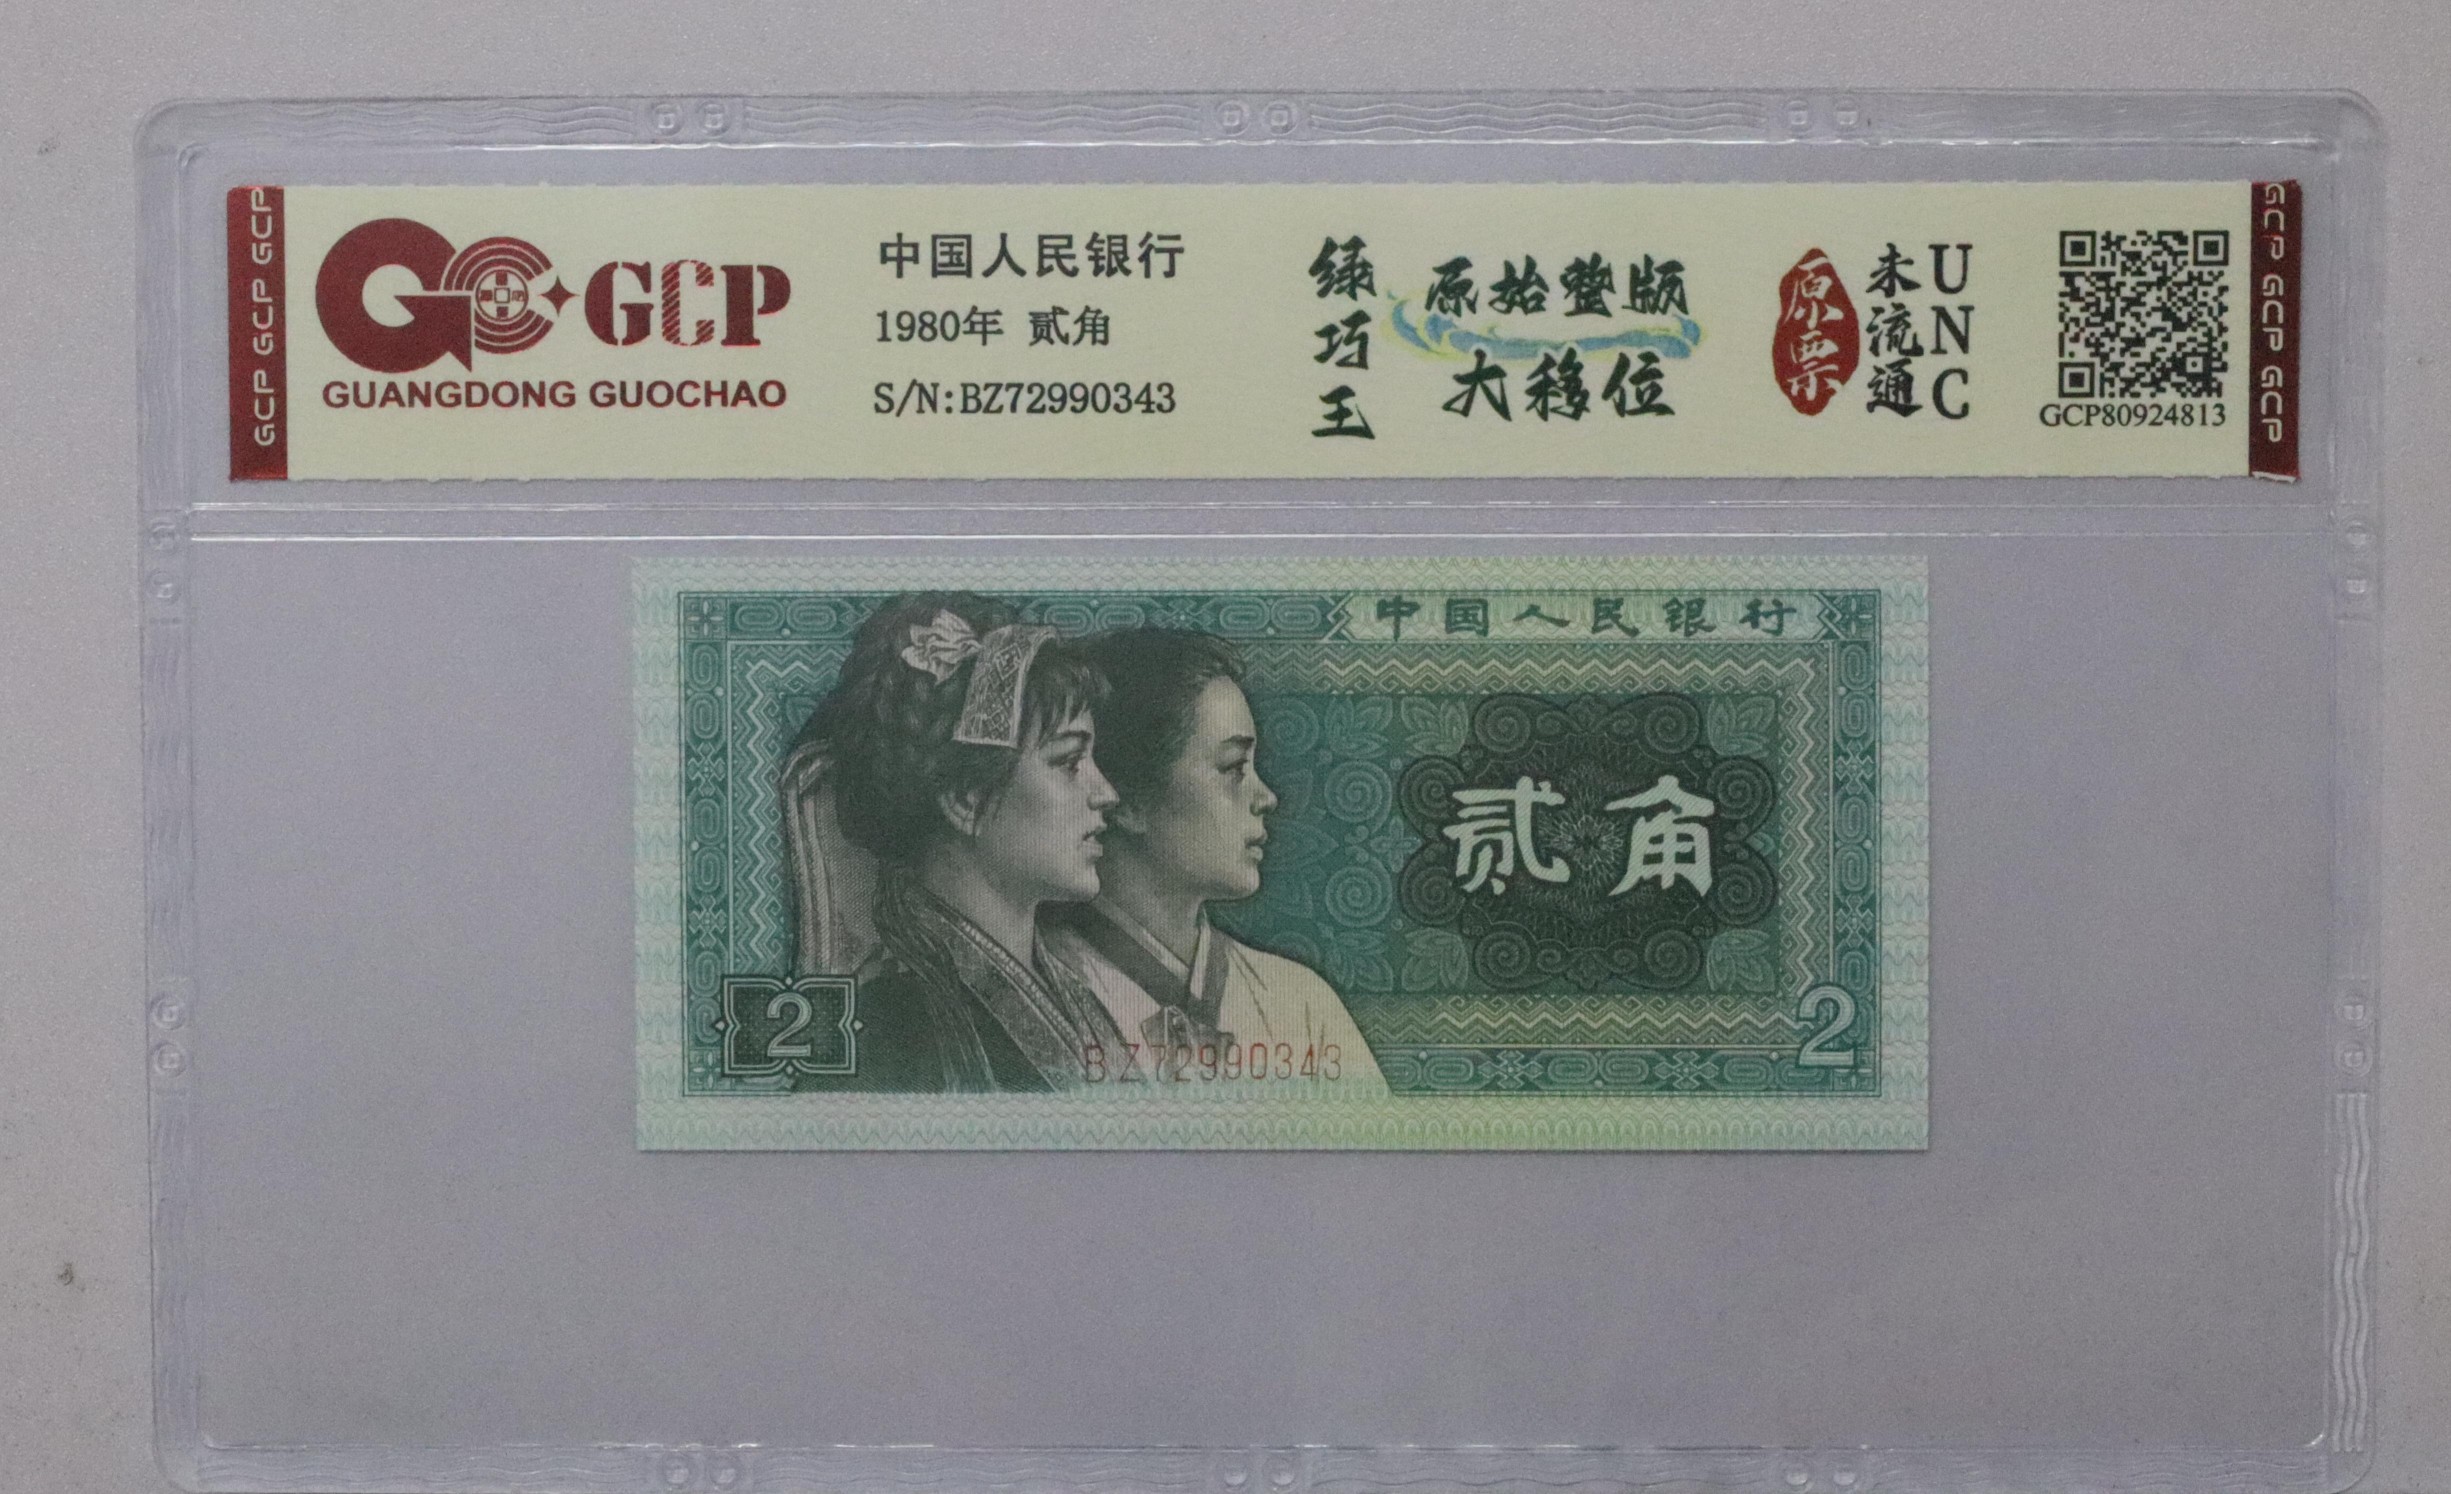 GCP GCP GCP
GCP
GUANGDONG GUOCHAO
中国人民银行
1980年 贰角
S/N:BZ72990343
绿巧王
原始整版
大移位
原票
未流通
UNC
GCP80924813
GCP GCP GCP
中国人民银行
贰角
2
2
BZ72990343